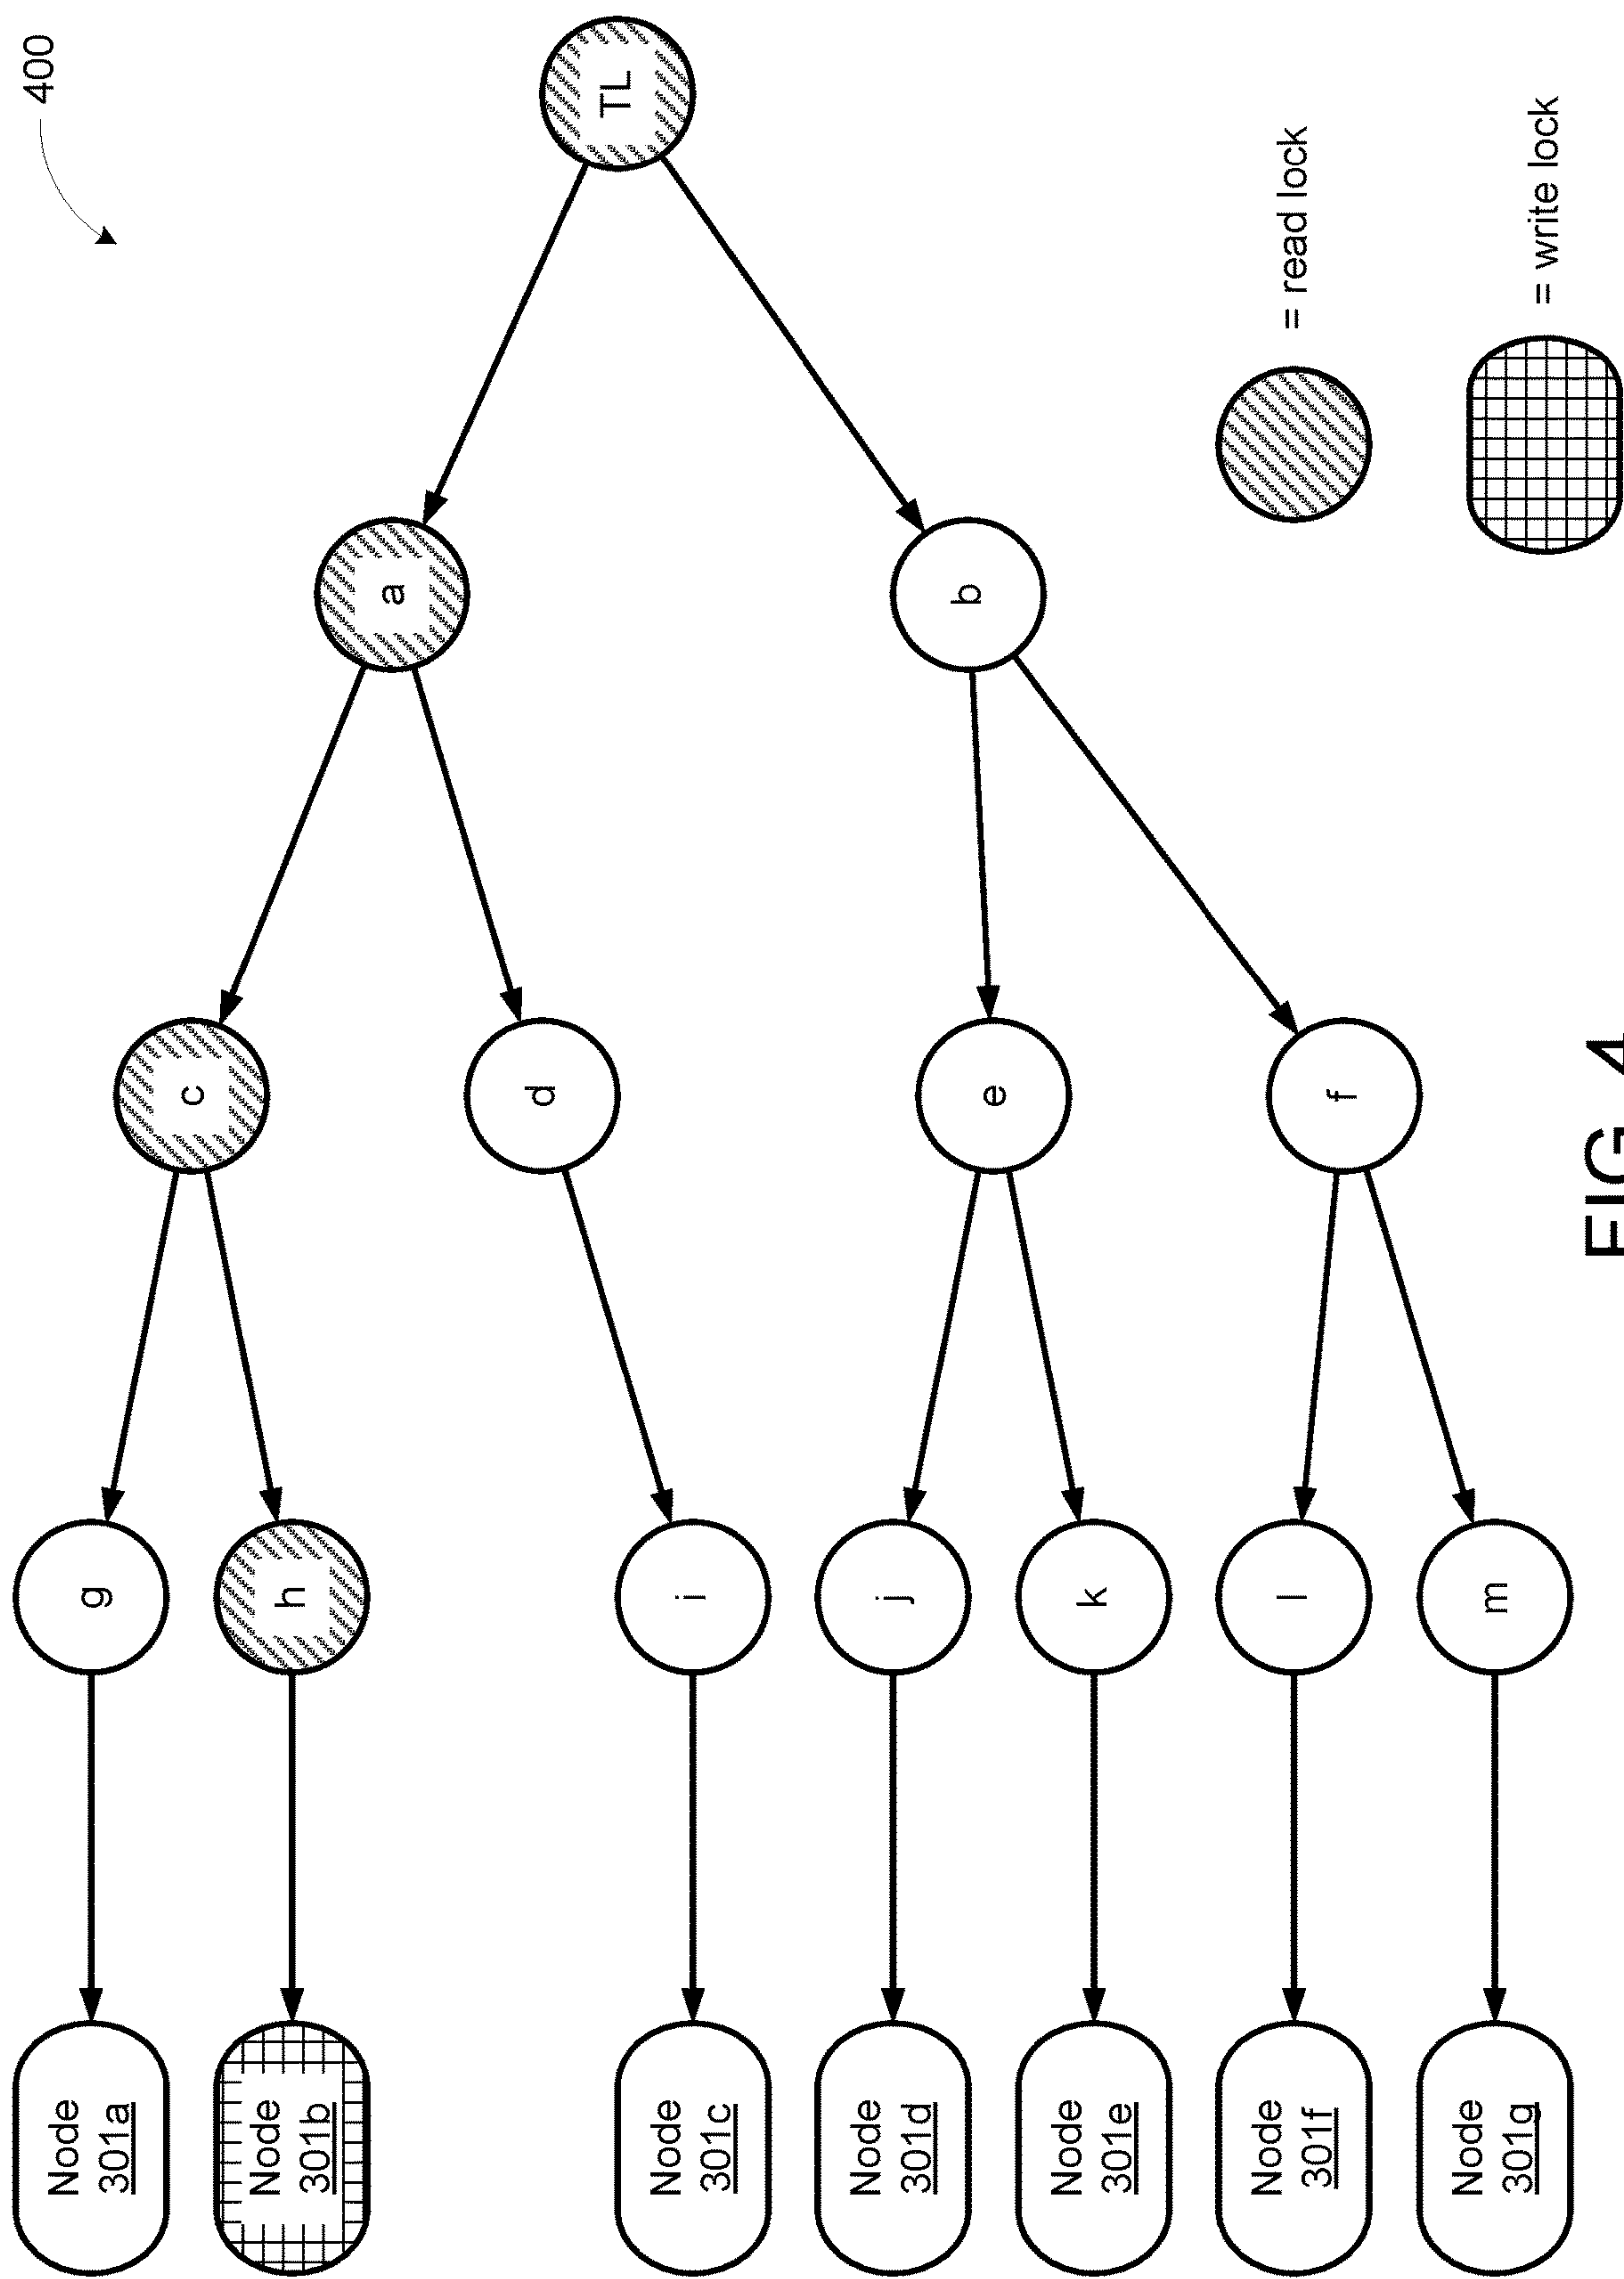 400
Node
301a
g
c
Node
301b
h
a
d
TL
Node
301c
i
Node
301d
j
b
e
Node
301e
k
Node
301f
l
f
= read lock
Node
301g
m
= write lock
FIG. 4